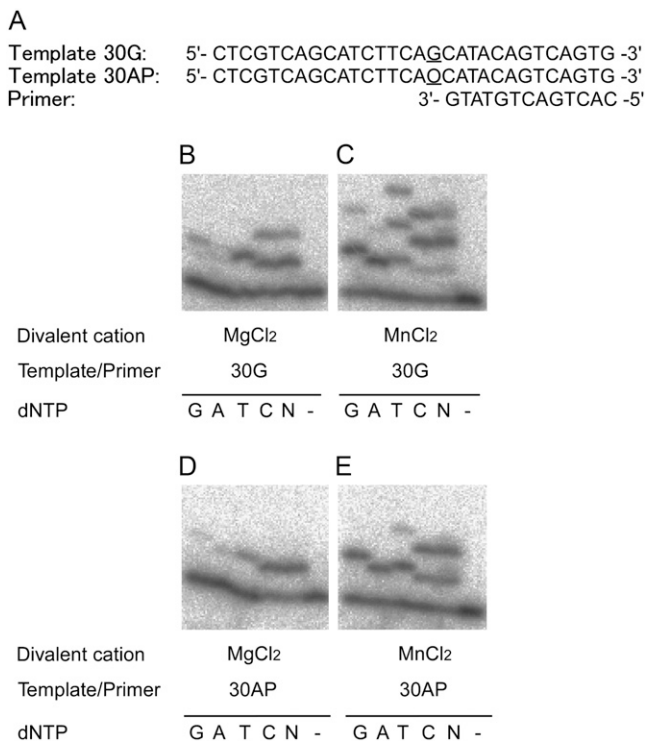 A
Template 30G: 5'- CTCGTCAGCATCTTCAGCATACAGTCAGTG -3'
Template 30AP: 5'- CTCGTCAGCATCTTCAOCATACAGTCAGTG -3'
Primer: 3'- GTATGTCAGTCAC -5'
B C
Divalent cation MgCl2 MnCl2
Template/Primer 30G 30G
dNTP G A T C N - G A T C N -
D E
Divalent cation MgCl2 MnCl2
Template/Primer 30AP 30AP
dNTP G A T C N - G A T C N -